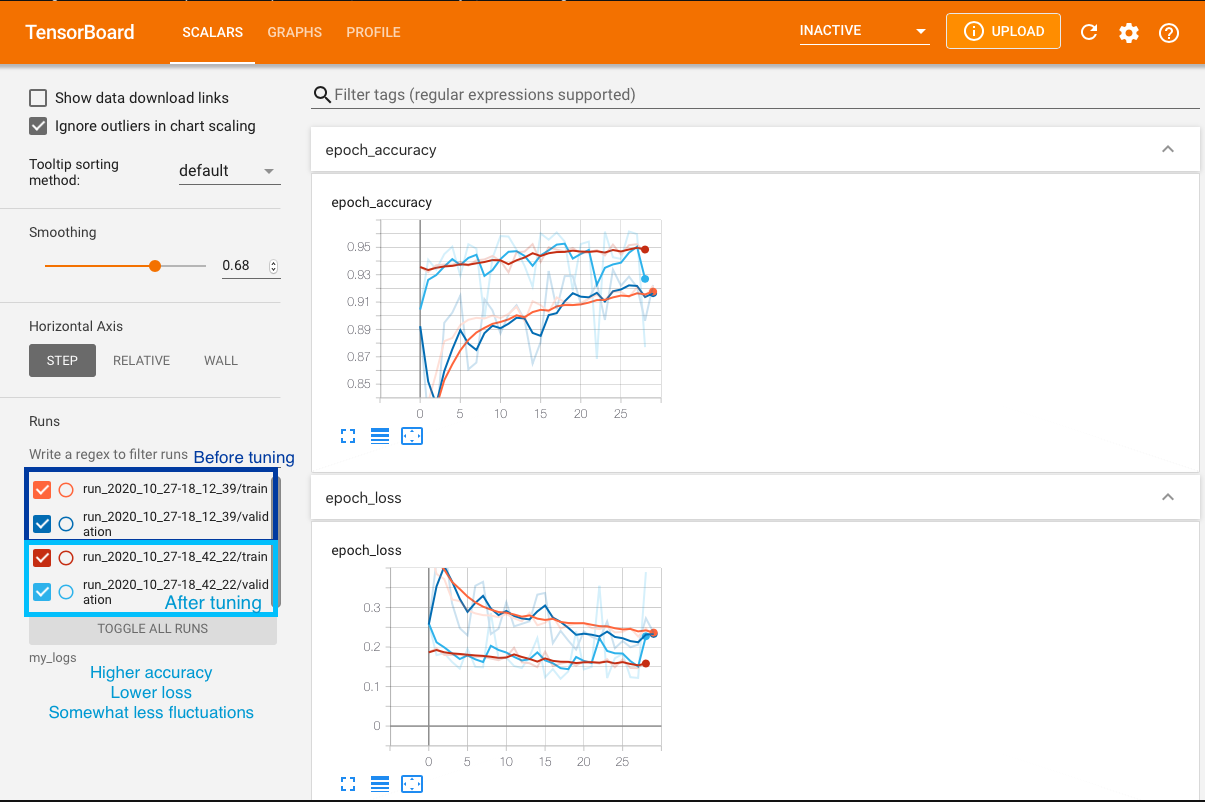 TensorBoard SCALARS GRAPHS PROFILE INACTIVE UPLOAD
Show data download links
Ignore outliers in chart scaling
Tooltip sorting method: default
Smoothing
0.68
Horizontal Axis
STEP RELATIVE WALL
Runs
Write a regex to filter runs Before tuning
run_2020_10_27-18_12_39/train
run_2020_10_27-18_12_39/valid
ation
run_2020_10_27-18_42_22/train
run_2020_10_27-18_42_22/valid
ation After tuning
TOGGLE ALL RUNS
my_logs
Higher accuracy
Lower loss
Somewhat less fluctuations
Filter tags (regular expressions supported)
epoch_accuracy
epoch_accuracy
0.95
0.93
0.91
0.89
0.87
0.85
0 5 10 15 20 25
epoch_loss
epoch_loss
0.3
0.2
0.1
0
0 5 10 15 20 25